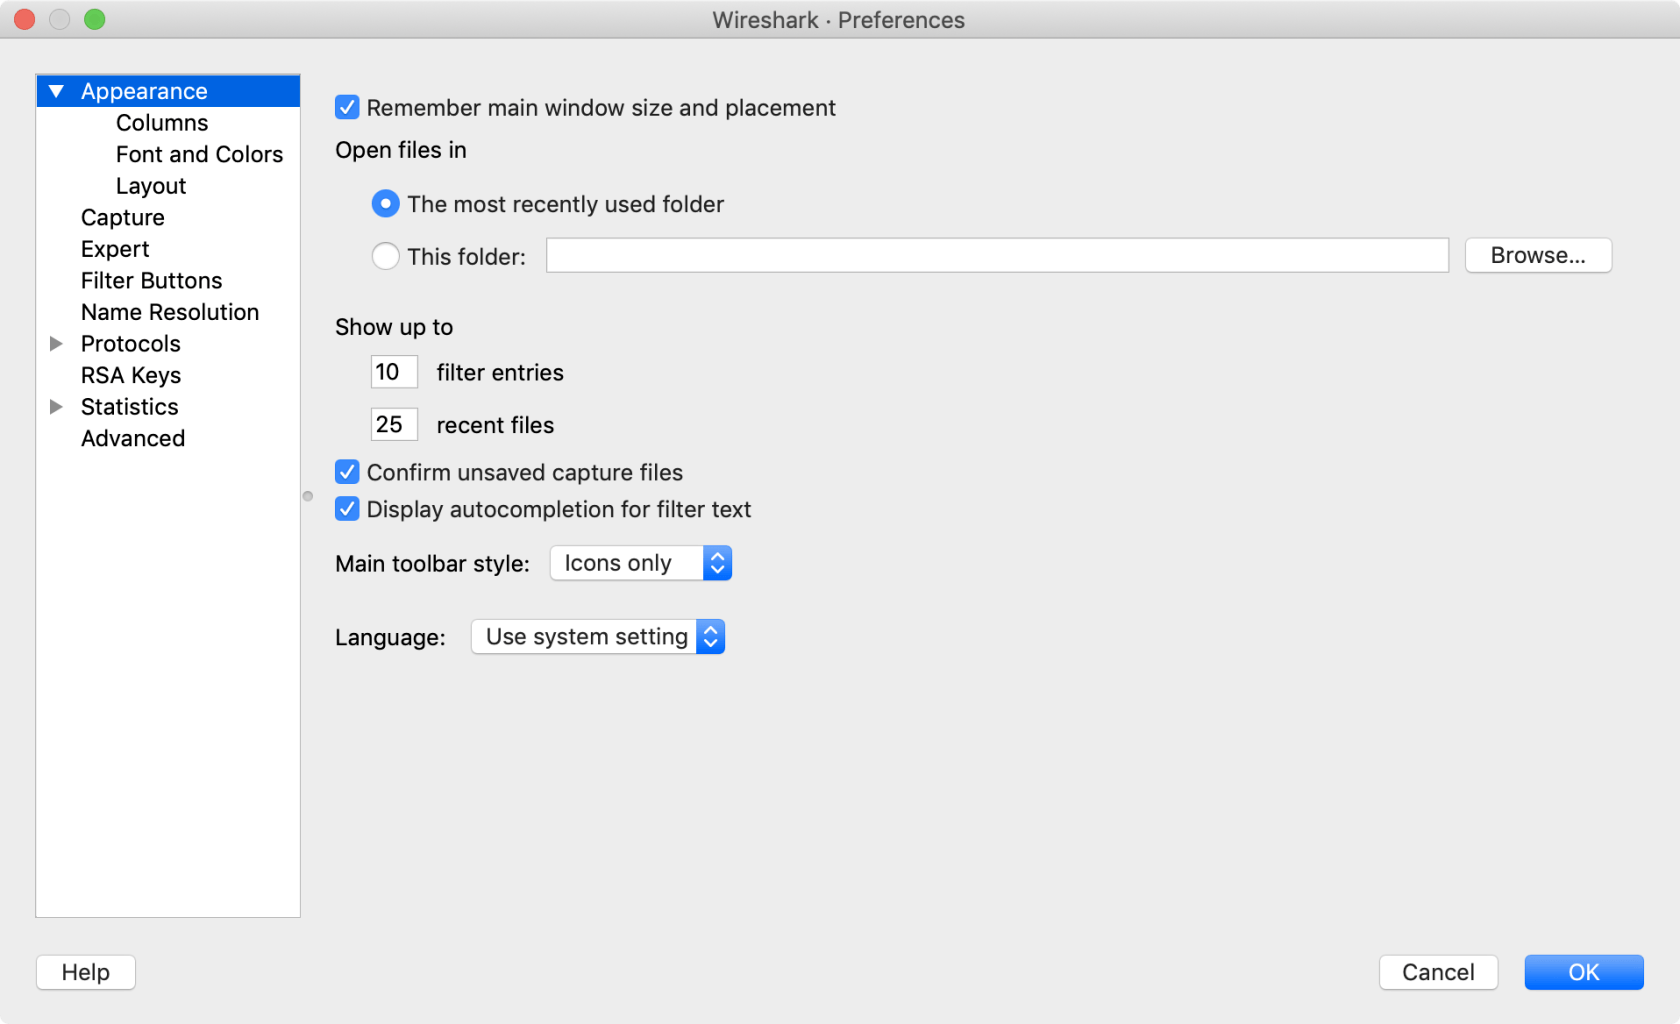 Wireshark · Preferences
Appearance
Columns
Font and Colors
Layout
Capture
Expert
Filter Buttons
Name Resolution
Protocols
RSA Keys
Statistics
Advanced
Remember main window size and placement
Open files in
The most recently used folder
This folder:
Browse...
Show up to
10 filter entries
25 recent files
Confirm unsaved capture files
Display autocompletion for filter text
Main toolbar style: Icons only
Language: Use system setting
Help
Cancel
OK